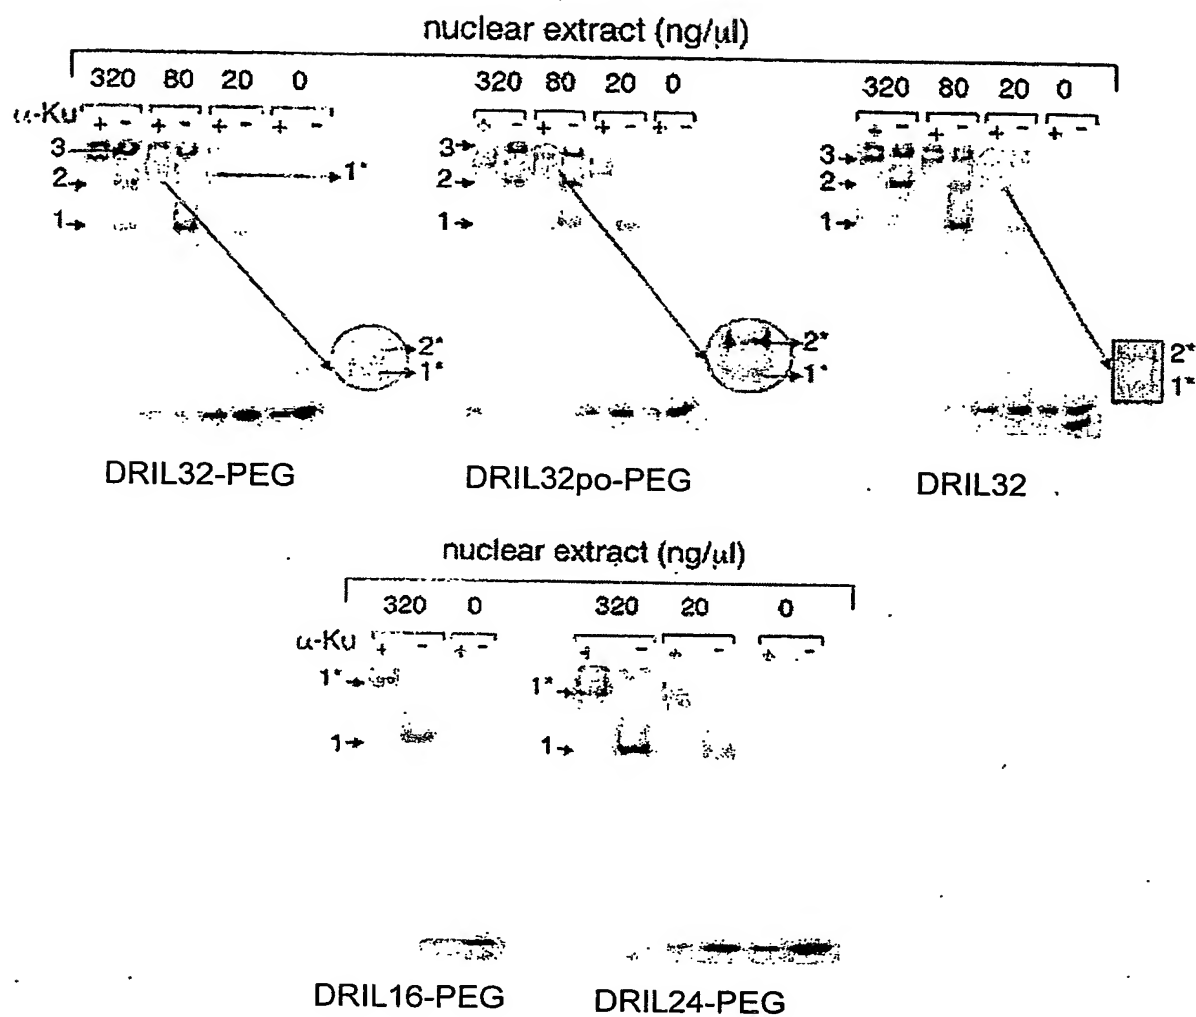 nuclear extract (ng/µl)
320 80 20 0 320 80 20 0 320 80 20 0
α-Ku + - + - + - + - + - + - + - + - + - + - + - + -
3 3 3
2 1* 2 2
1 1 1
2* 2* 2*
1* 1* 1*
DRIL32-PEG DRIL32po-PEG DRIL32
nuclear extract (ng/µl)
320 0 320 20 0
α-Ku + - + - + - + - + -
1* 1*
1 1
DRIL16-PEG DRIL24-PEG